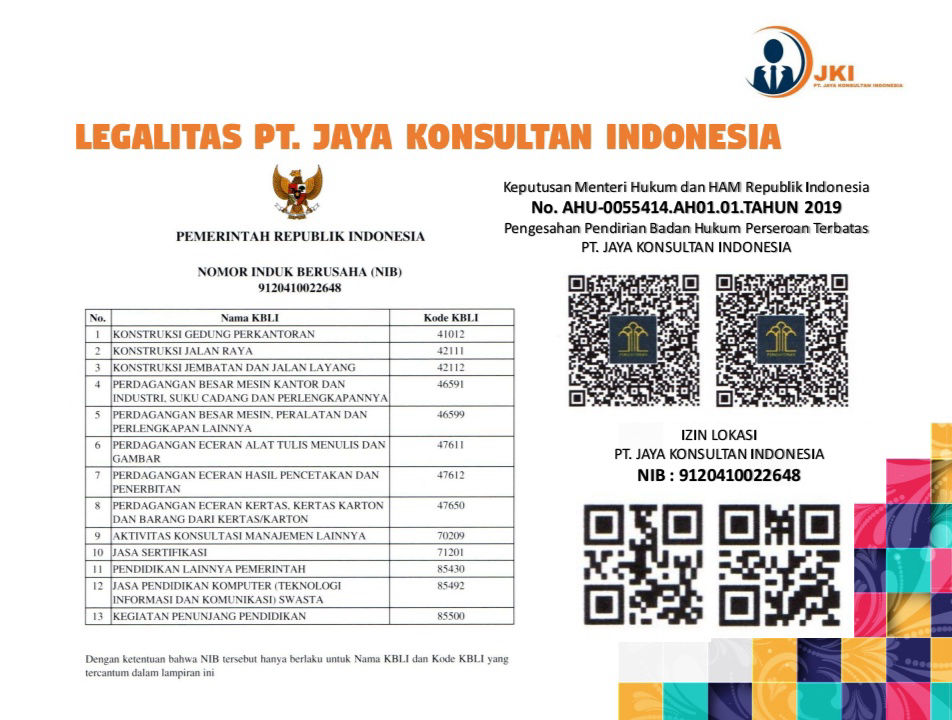 JKI
PT. JAYA KONSULTAN INDONESIA
LEGALITAS PT. JAYA KONSULTAN INDONESIA
PEMERINTAH REPUBLIK INDONESIA
NOMOR INDUK BERUSAHA (NIB)
9120410022648
No. Nama KBLI Kode KBLI
1 KONSTRUKSI GEDUNG PERKANTORAN 41012
2 KONSTRUKSI JALAN RAYA 42111
3 KONSTRUKSI JEMBATAN DAN JALAN LAYANG 42112
4 PERDAGANGAN BESAR MESIN KANTOR DAN 46591
INDUSTRI, SUKU CADANG DAN PERLENGKAPANNYA
5 PERDAGANGAN BESAR MESIN, PERALATAN DAN 46599
PERLENGKAPAN LAINNYA
6 PERDAGANGAN ECERAN ALAT TULIS MENULIS DAN 47611
GAMBAR
7 PERDAGANGAN ECERAN HASIL PENCETAKAN DAN 47612
PENERBITAN
8 PERDAGANGAN ECERAN KERTAS, KERTAS KARTON 47650
DAN BARANG DARI KERTAS/KARTON
9 AKTIVITAS KONSULTASI MANAJEMEN LAINNYA 70209
10 JASA SERTIFIKASI 71201
11 PENDIDIKAN LAINNYA PEMERINTAH 85430
12 JASA PENDIDIKAN KOMPUTER (TEKNOLOGI 85492
INFORMASI DAN KOMUNIKASI) SWASTA
13 KEGIATAN PENUNJANG PENDIDIKAN 85500
Dengan ketentuan bahwa NIB tersebut hanya berlaku untuk Nama KBLI dan Kode KBLI yang
tercantum dalam lampiran ini
Keputusan Menteri Hukum dan HAM Republik Indonesia
No. AHU-0055414.AH01.01.TAHUN 2019
Pengesahan Pendirian Badan Hukum Perseroan Terbatas
PT. JAYA KONSULTAN INDONESIA
PENGAYOMAN
PENGAYOMAN
IZIN LOKASI
PT. JAYA KONSULTAN INDONESIA
NIB : 9120410022648